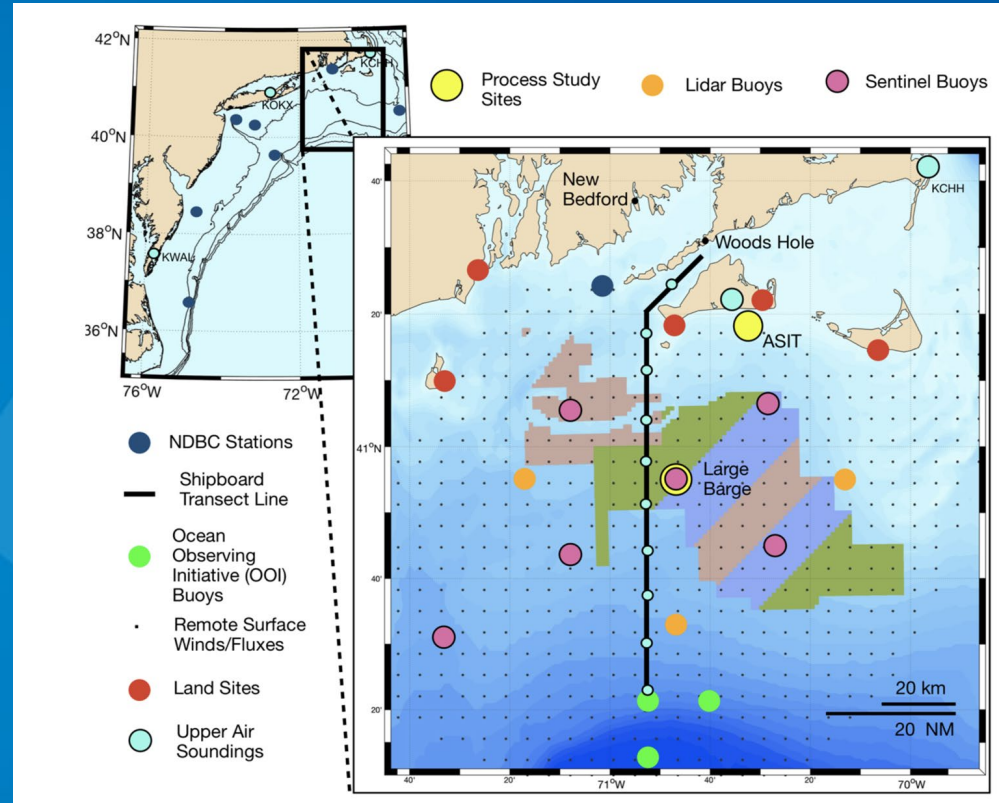 42°N
40°N
38°N
36°N
76°W
72°W
KCHH
KOKX
KWAL
Process Study
Sites
Lidar Buoys
Sentinel Buoys
NDBC Stations
Shipboard
Transect Line
Ocean
Observing
Initiative (OOI)
Buoys
Remote Surface
Winds/Fluxes
Land Sites
Upper Air
Soundings
40'
20'
41°N
40'
20'
New
Bedford
Woods Hole
KCHH
ASIT
Large
Barge
20 km
20 NM
40'
20'
71°W
40'
20'
70°W